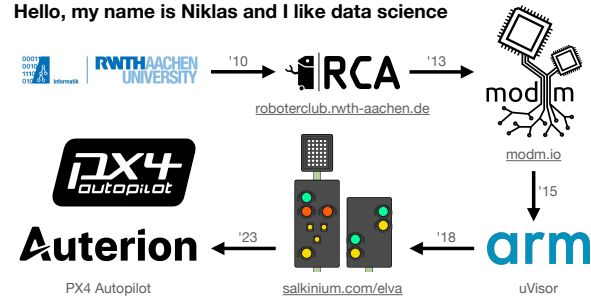 Hello, my name is Niklas and I like data science
Informatik
RWTHAACHEN
UNIVERSITY
'10
RCA
roboterclub.rwth-aachen.de
'13
modm
modm.io
'15
arm
uVisor
'18
salkinium.com/elva
'23
px4
autopilot
Auterion
PX4 Autopilot